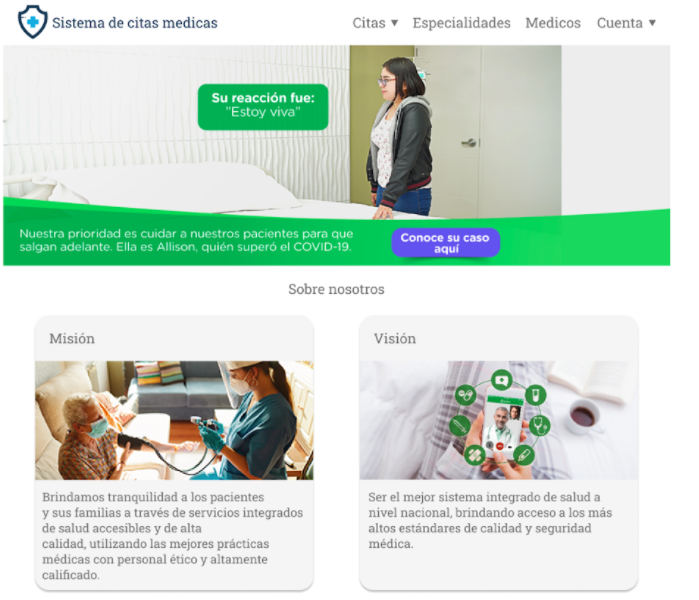 Sistema de citas medicas
Citas ▼ Especialidades Medicos Cuenta ▼
Su reacción fue:
"Estoy viva"
Nuestra prioridad es cuidar a nuestros pacientes para que
salgan adelante. Ella es Allison, quién superó el COVID-19.
Conoce su caso
aquí
Sobre nosotros
Misión
Brindamos tranquilidad a los pacientes
y sus familias a través de servicios integrados
de salud accesibles y de alta
calidad, utilizando las mejores prácticas
médicas con personal ético y altamente
calificado.
Visión
Ser el mejor sistema integrado de salud a
nivel nacional, brindando acceso a los más
altos estándares de calidad y seguridad
médica.